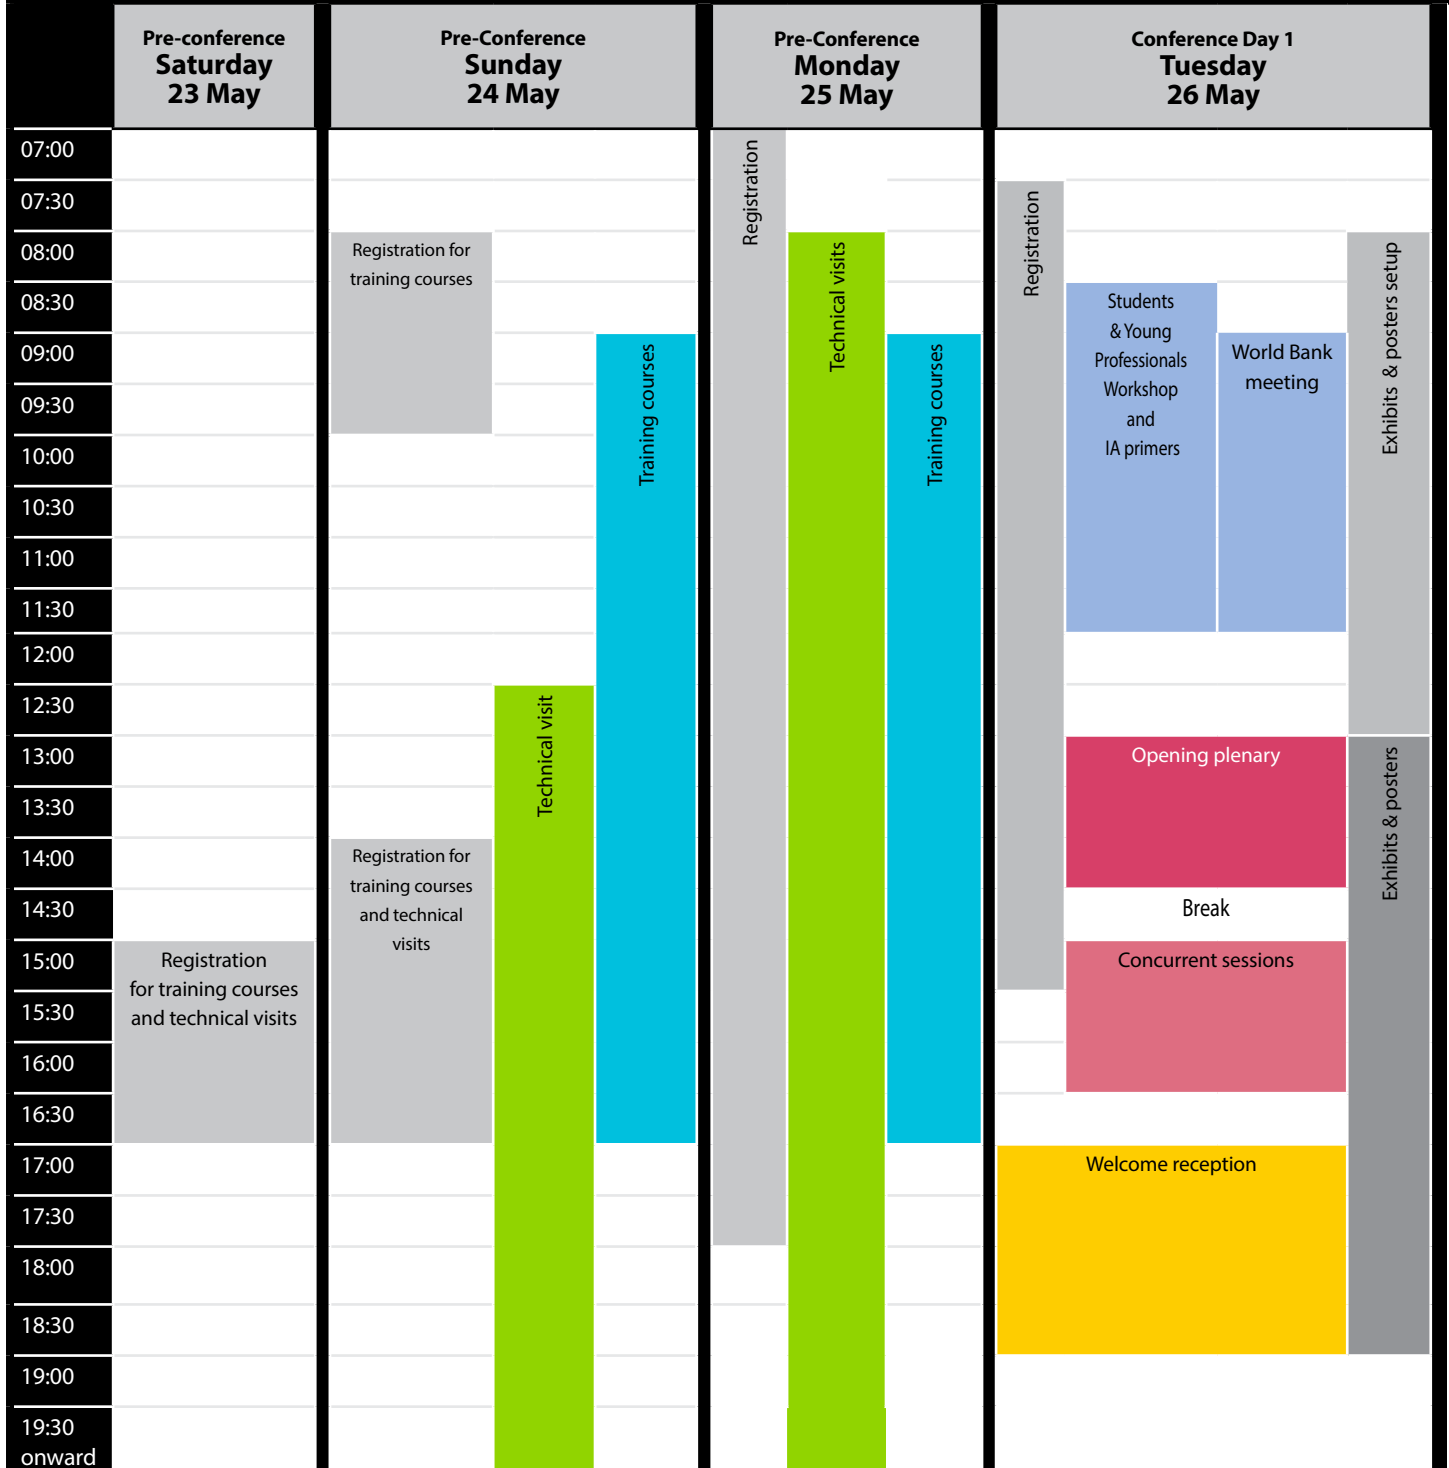 Pre-conference
Saturday
23 May
Pre-Conference
Sunday
24 May
Pre-Conference
Monday
25 May
Conference Day 1
Tuesday
26 May
07:00
07:30
08:00
08:30
09:00
09:30
10:00
10:30
11:00
11:30
12:00
12:30
13:00
13:30
14:00
14:30
15:00
15:30
16:00
16:30
17:00
17:30
18:00
18:30
19:00
19:30
onward
Registration
for training courses
and technical visits
Registration for
training courses
Registration for
training courses
and technical
visits
Technical visit
Training courses
Registration
Technical visits
Training courses
Registration
Students
& Young
Professionals
Workshop
and
IA primers
World Bank
meeting
Exhibits & posters setup
Opening plenary
Break
Concurrent sessions
Exhibits & posters
Welcome reception